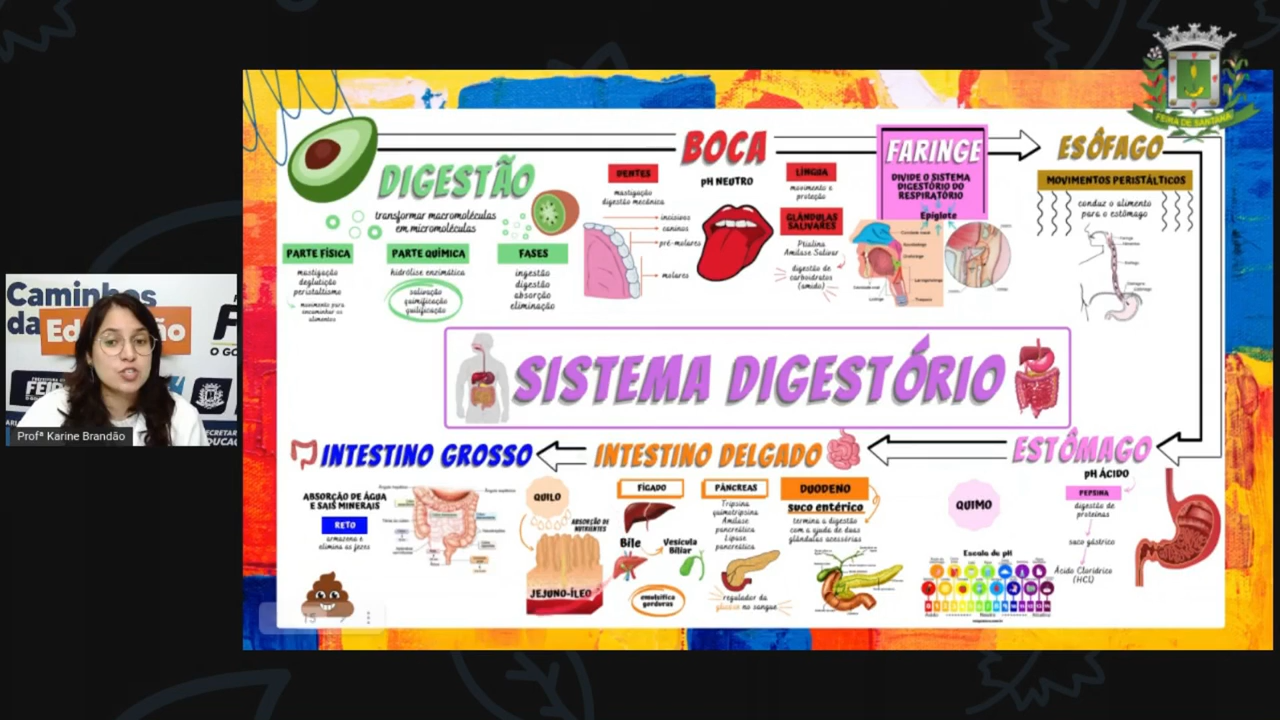 FEIRA DE SANTANA
BOCA
FARINGE
ESÔFAGO
DIGESTÃO
transformar macromoléculas
em micromoléculas
PARTE FÍSICA
mastigação
deglutição
peristaltismo
movimento para
encaminhar os
alimentos
PARTE QUÍMICA
hidrólise enzimática
salivação
quimificação
quilificação
FASES
ingestão
digestão
absorção
eliminação
DENTES
mastigação
digestão mecânica
incisivos
caninos
pré-molares
molares
pH NEUTRO
LÍNGUA
movimento e
proteção
GLÂNDULAS
SALIVARES
Ptialina
Amilase Salivar
digestão de
carboidratos
(amido)
DIVIDE O SISTEMA
DIGESTÓRIO DO
RESPIRATÓRIO
Epiglote
MOVIMENTOS PERISTÁLTICOS
conduz o alimento
para o estômago
SISTEMA DIGESTÓRIO
INTESTINO GROSSO
INTESTINO DELGADO
ESTÔMAGO
ABSORÇÃO DE ÁGUA
E SAIS MINERAIS
RETO
armazena e
elimina as fezes
QUILO
ABSORÇÃO DE
NUTRIENTES
JEJUNO-ÍLEO
FÍGADO
Bile
Vesícula
Biliar
emulsifica
gorduras
PÂNCREAS
Tripsina
quimotripsina
Amilase
pancreática
Lipase
pancreática
regulador da
glicose no sangue
DUODENO
suco entérico
termina a digestão
com a ajuda de duas
glândulas acessórias
QUIMO
Escala de pH
pH ÁCIDO
PEPSINA
digestão de
proteínas
suco gástrico
Ácido Clorídrico
(HCl)
Caminhos
da Educação
Profª Karine Brandão